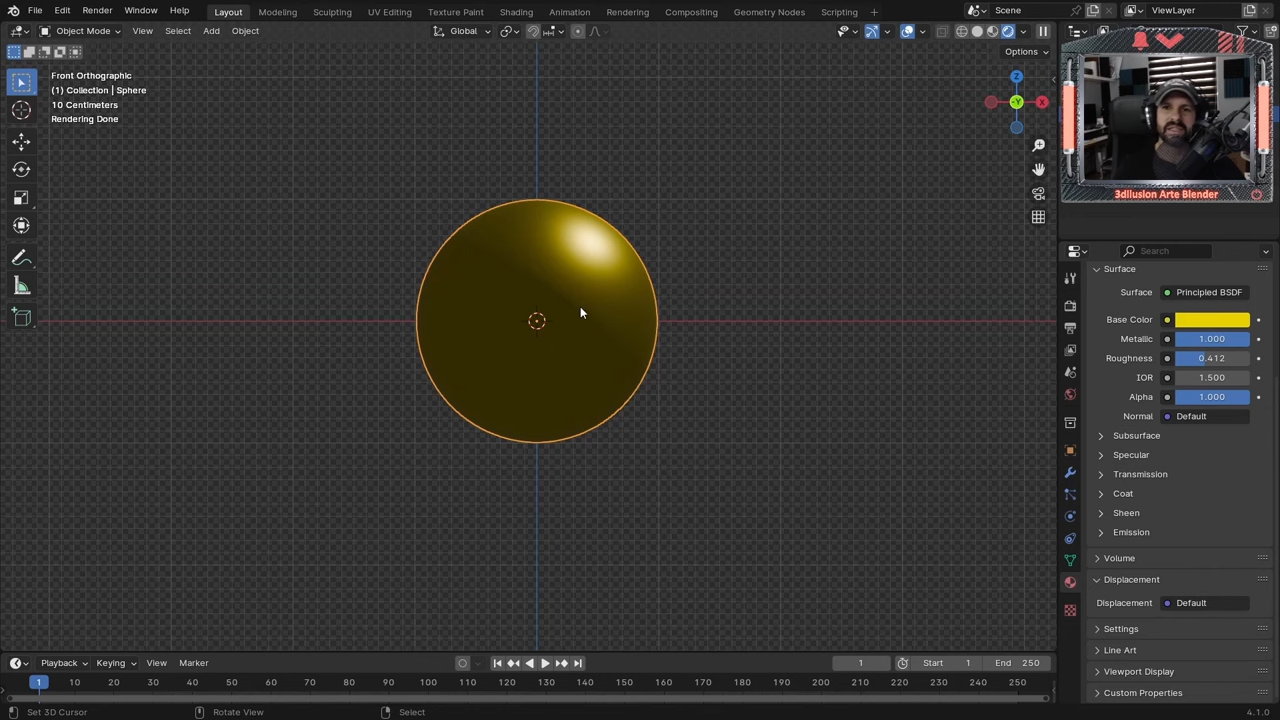 File Edit Render Window Help Layout Modeling Sculpting UV Editing Texture Paint Shading Animation Rendering Compositing Geometry Nodes Scripting + Scene ViewLayer
Object Mode View Select Add Object Global
Options
Front Orthographic
(1) Collection | Sphere
10 Centimeters
Rendering Done
Z
-Y
X
3dIlusion Arte Blender
Search
Surface
Surface Principled BSDF
Base Color
Metallic 1.000
Roughness 0.412
IOR 1.500
Alpha 1.000
Normal Default
Subsurface
Specular
Transmission
Coat
Sheen
Emission
Volume
Displacement
Displacement Default
Settings
Line Art
Viewport Display
Custom Properties
Playback Keying View Marker 1 Start 1 End 250
1 10 20 30 40 50 60 70 80 90 100 110 120 130 140 150 160 170 180 190 200 210 220 230 240 250
Set 3D Cursor Rotate View Select 4.1.0